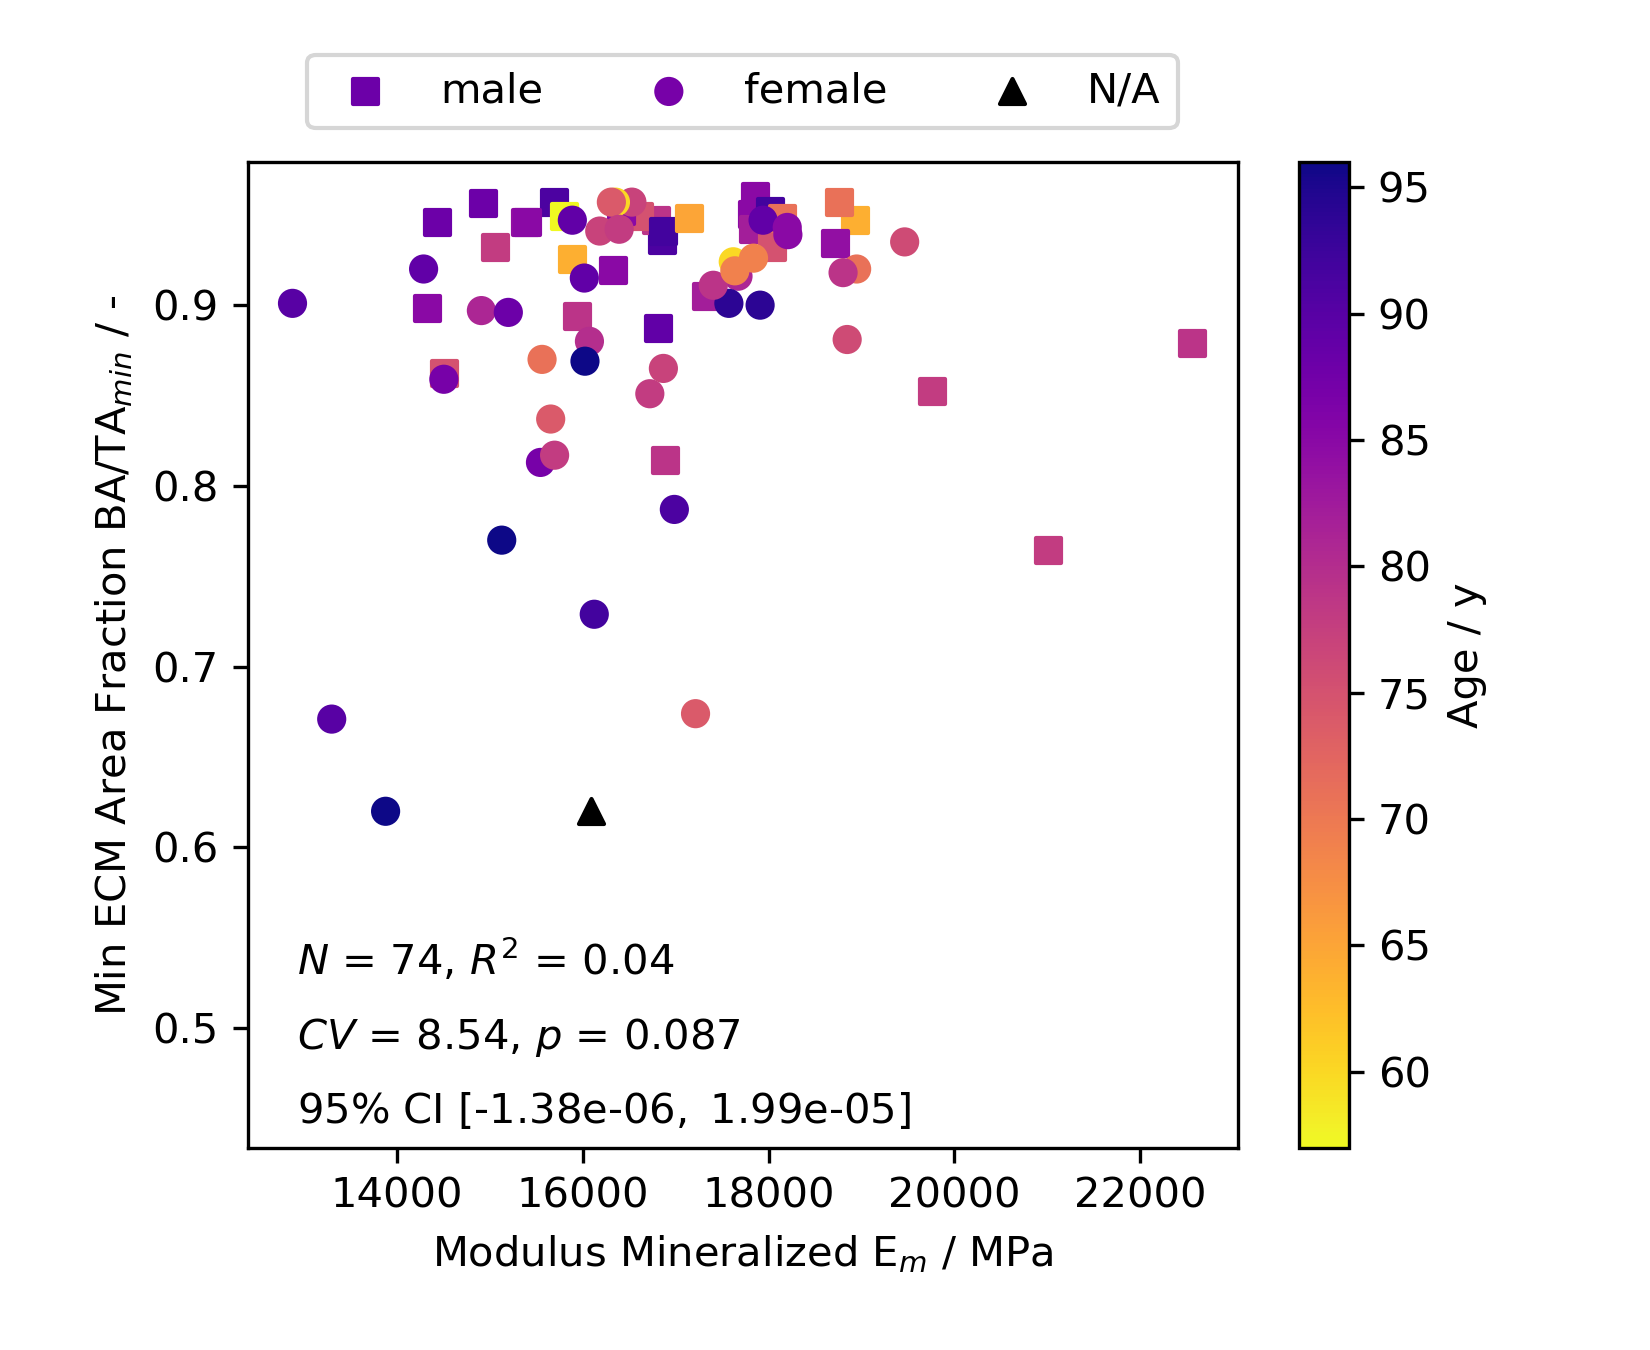 male female N/A
Min ECM Area Fraction BA/TA_min / -
0.9
0.8
0.7
0.6
0.5
N = 74, R² = 0.04
CV = 8.54, p = 0.087
95% CI [-1.38e-06, 1.99e-05]
14000 16000 18000 20000 22000
Modulus Mineralized E_m / MPa
95
90
85
80
75
70
65
60
Age / y